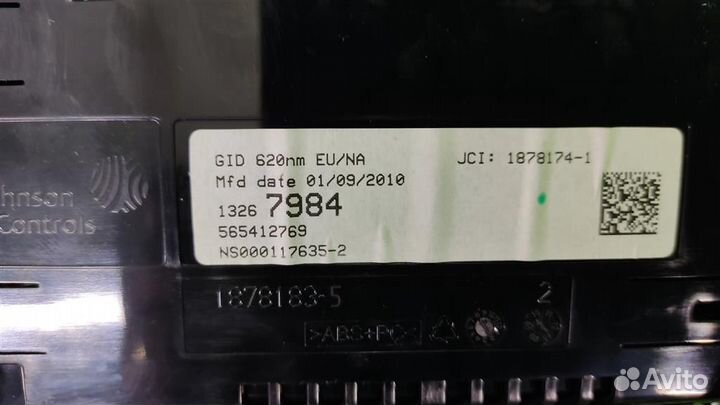 GID 620nm EU/NA
JCI: 1878174-1
Mfd date 01/09/2010
1326 7984
565412769
NS000117635-2
Controls
1878183-5
2
>ABS+PC<
Avito